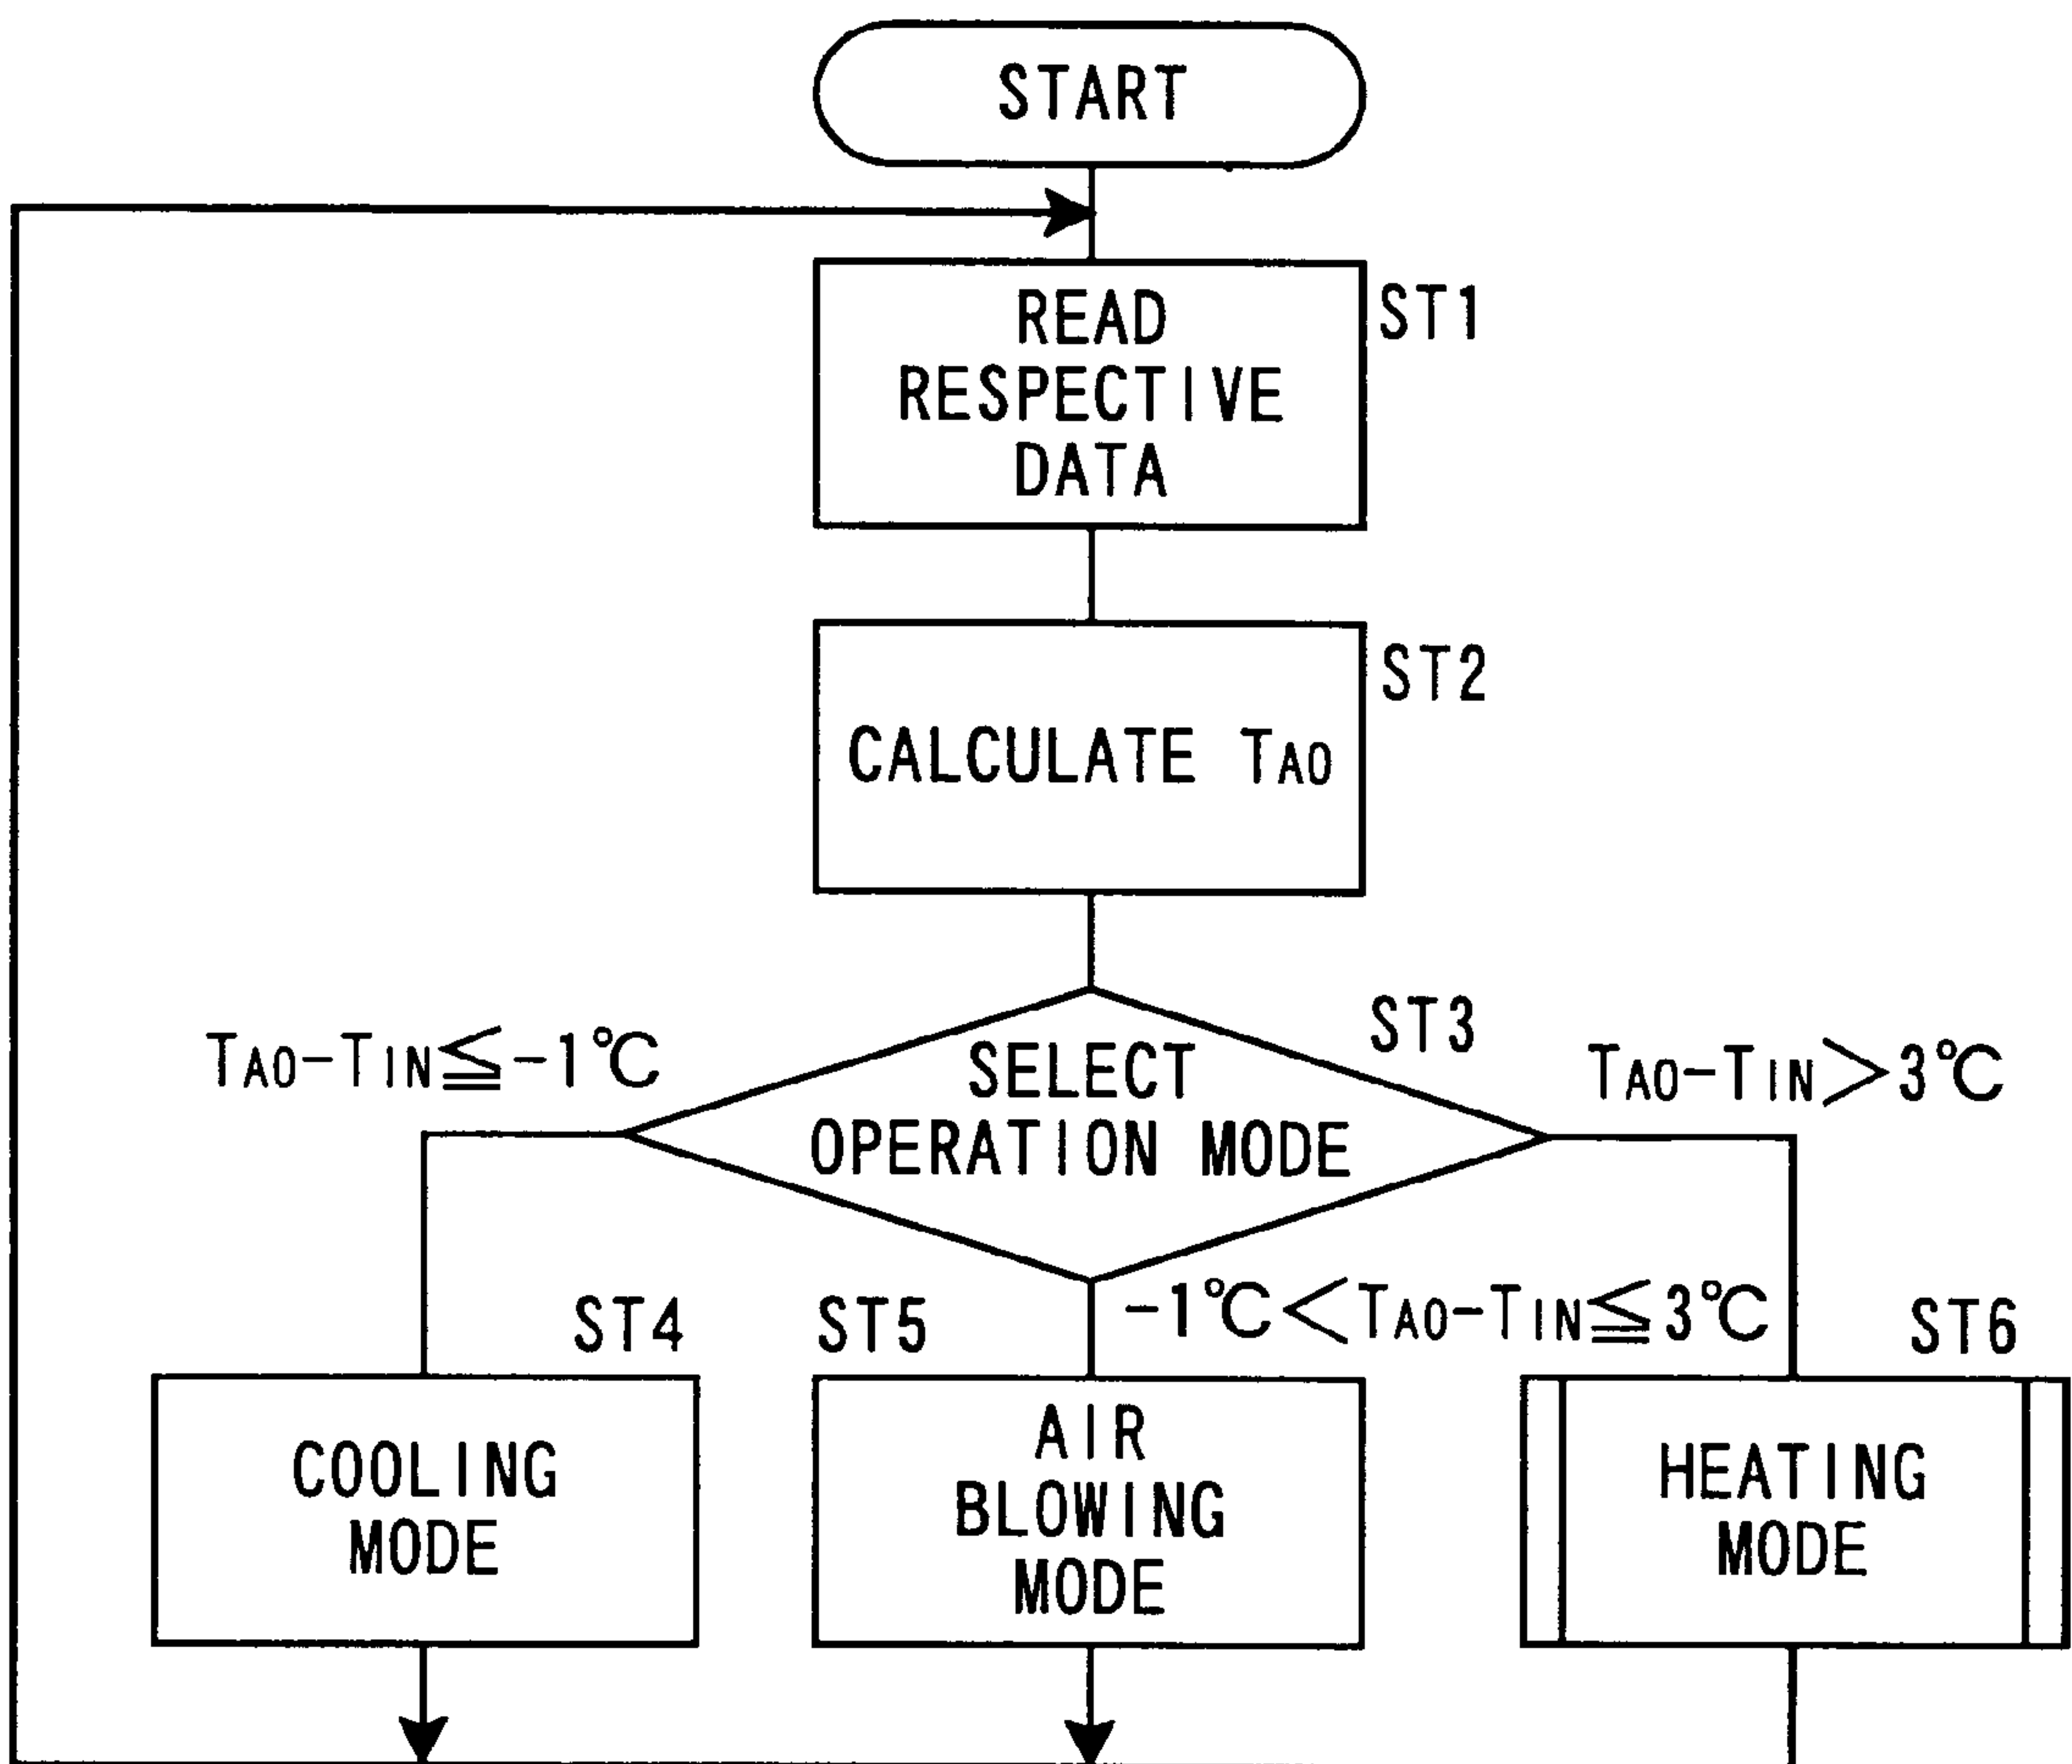 START
READ
RESPECTIVE
DATA
ST1
CALCULATE TAO
ST2
ST3
SELECT
OPERATION MODE
TAO-TIN≦-1℃
TAO-TIN>3℃
-1℃<TAO-TIN≦3℃
ST4
COOLING
MODE
ST5
AIR
BLOWING
MODE
ST6
HEATING
MODE